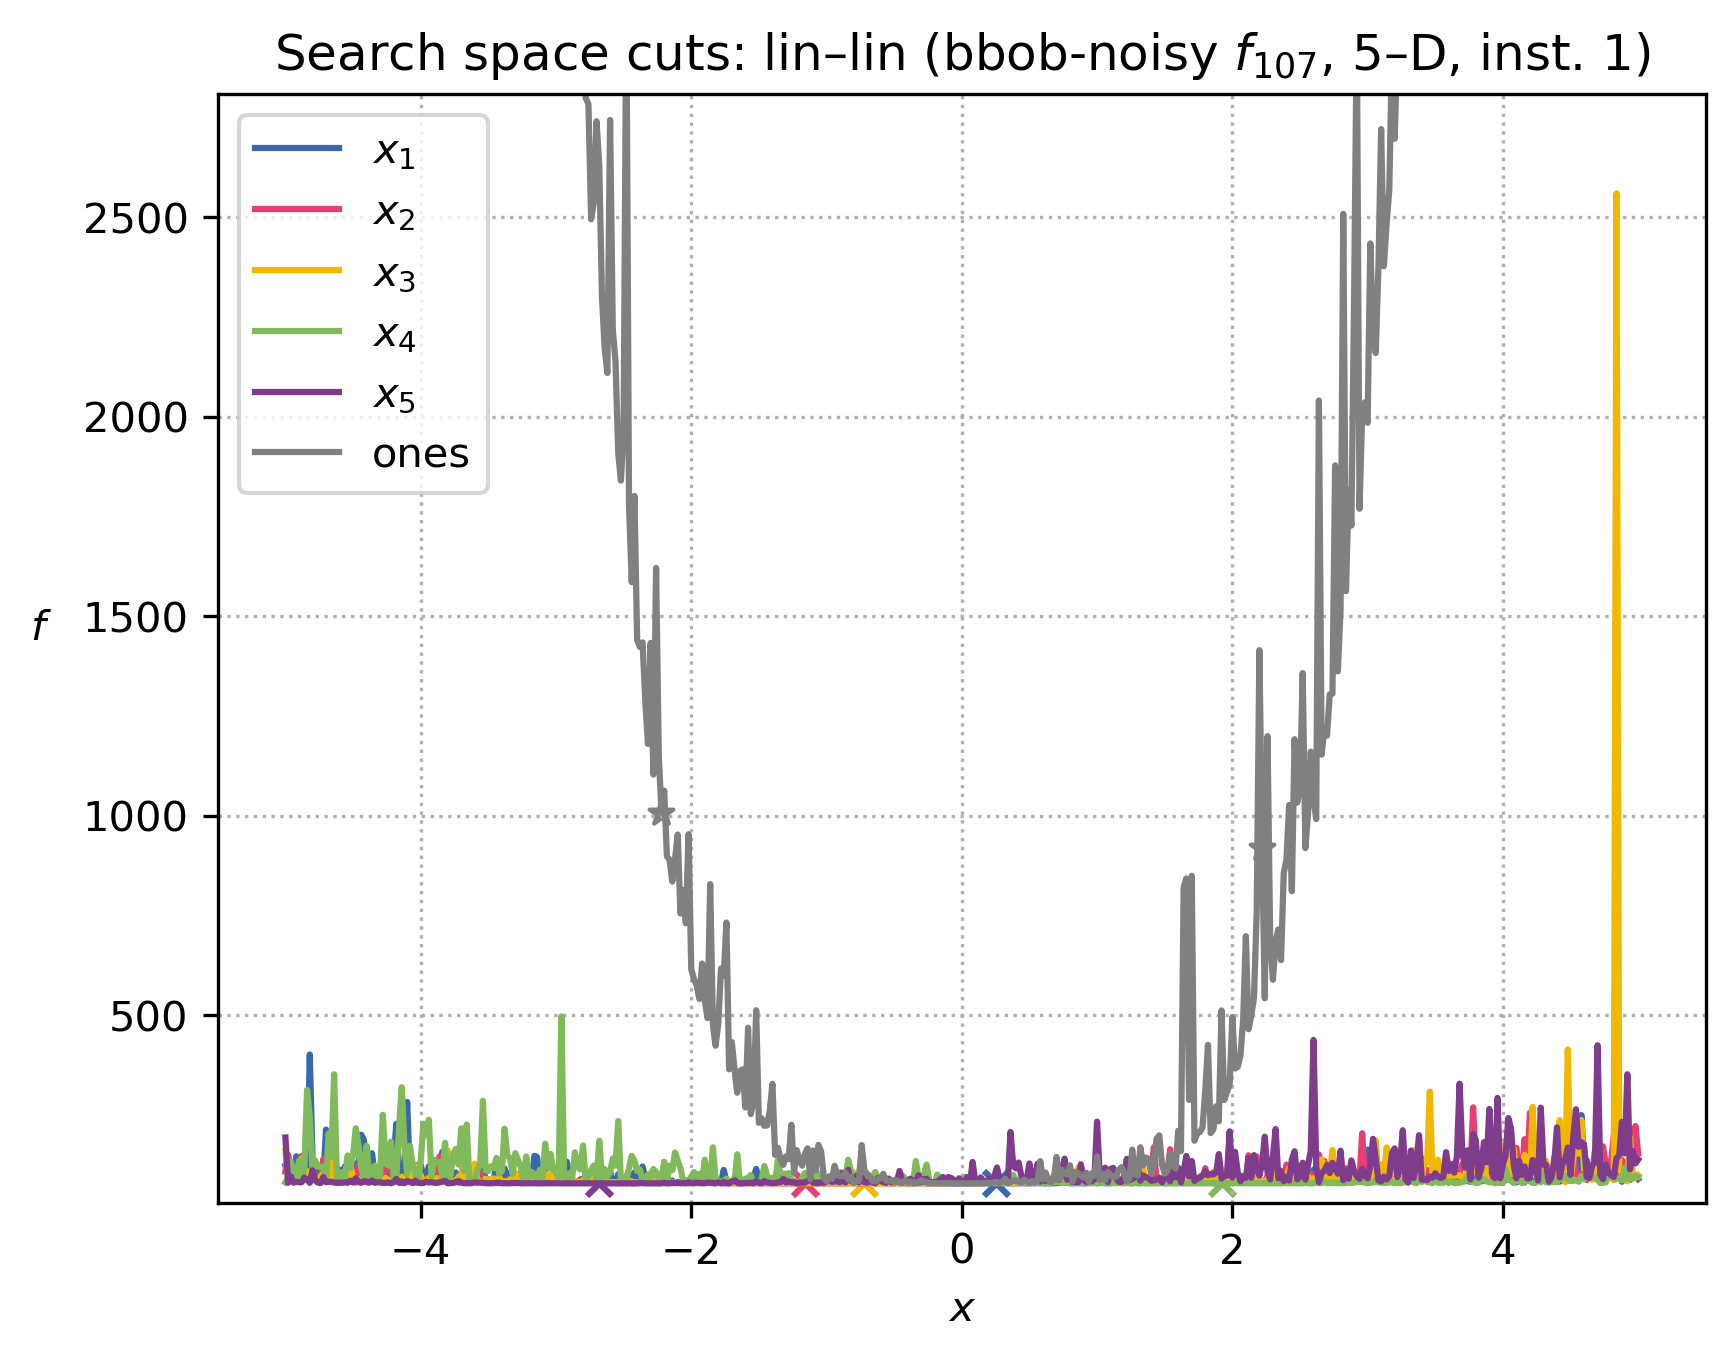 Search space cuts: lin–lin (bbob-noisy f₁₀₇, 5–D, inst. 1)
x₁
x₂
x₃
x₄
x₅
ones
2500
2000
1500
1000
500
f
−4
−2
0
2
4
x